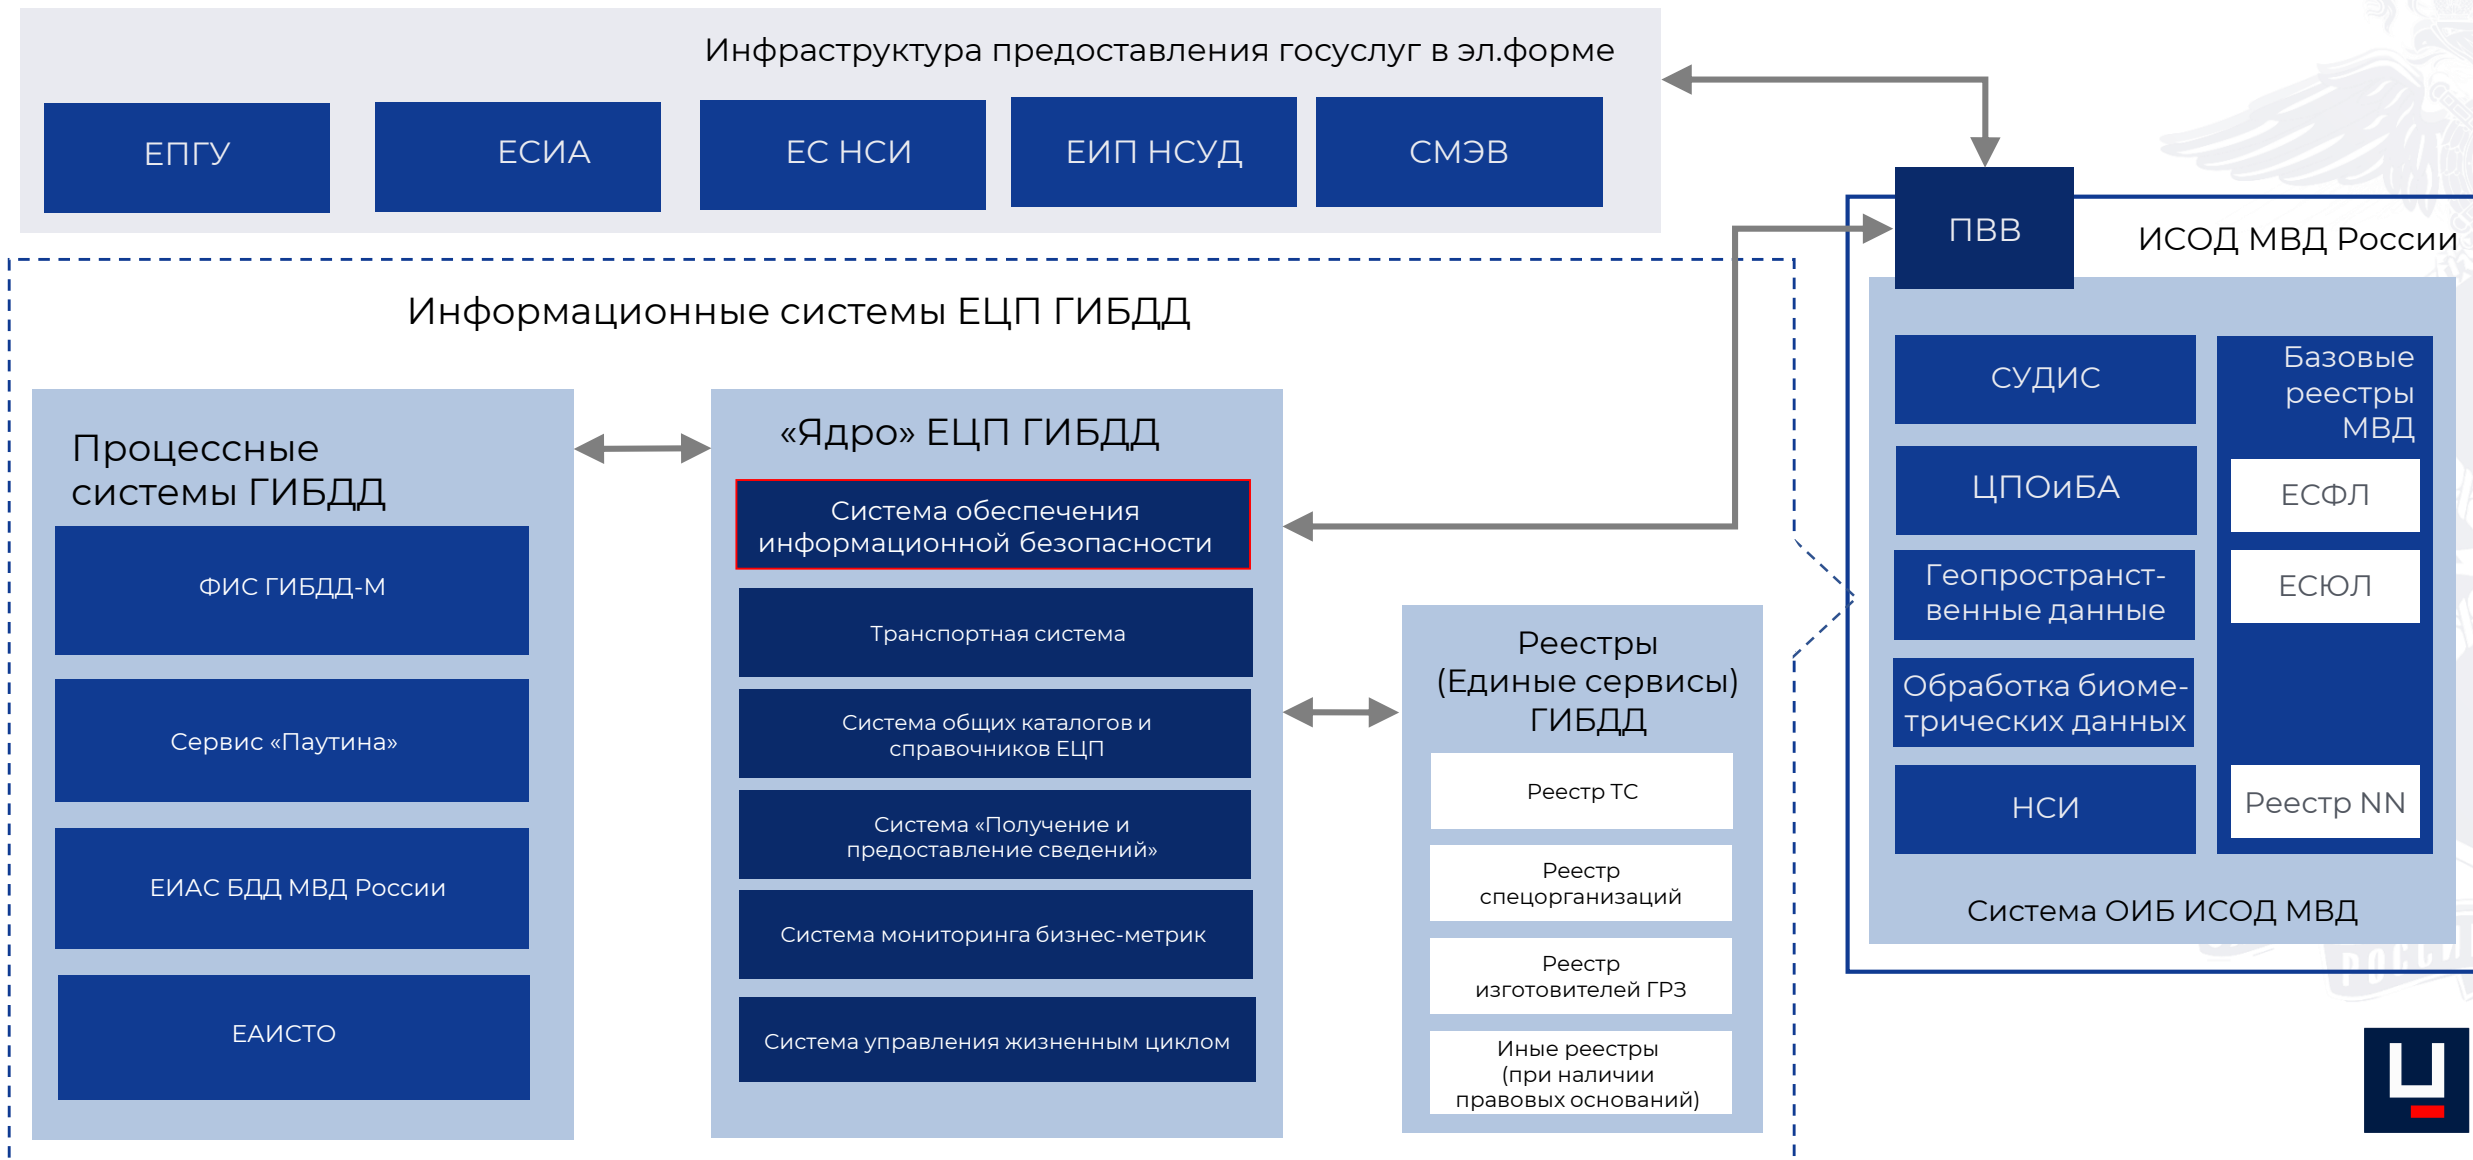 Инфраструктура предоставления госуслуг в эл.форме
ЕПГУ
ЕСИА
ЕС НСИ
ЕИП НСУД
СМЭВ
ПВВ
ИСОД МВД России
Информационные системы ЕЦП ГИБДД
Процессные
системы ГИБДД
ФИС ГИБДД-М
Сервис «Паутина»
ЕИАС БДД МВД России
ЕАИСТО
«Ядро» ЕЦП ГИБДД
Система обеспечения
информационной безопасности
Транспортная система
Система общих каталогов и
справочников ЕЦП
Система «Получение и
предоставление сведений»
Система мониторинга бизнес-метрик
Система управления жизненным циклом
Реестры
(Единые сервисы)
ГИБДД
Реестр ТС
Реестр
спецорганизаций
Реестр
изготовителей ГРЗ
Иные реестры
(при наличии
правовых оснований)
СУДИС
ЦПОиБА
Геопространст-
венные данные
Обработка биоме-
трических данных
НСИ
Базовые
реестры
МВД
ЕСФЛ
ЕСЮЛ
Реестр NN
Система ОИБ ИСОД МВД
Ц